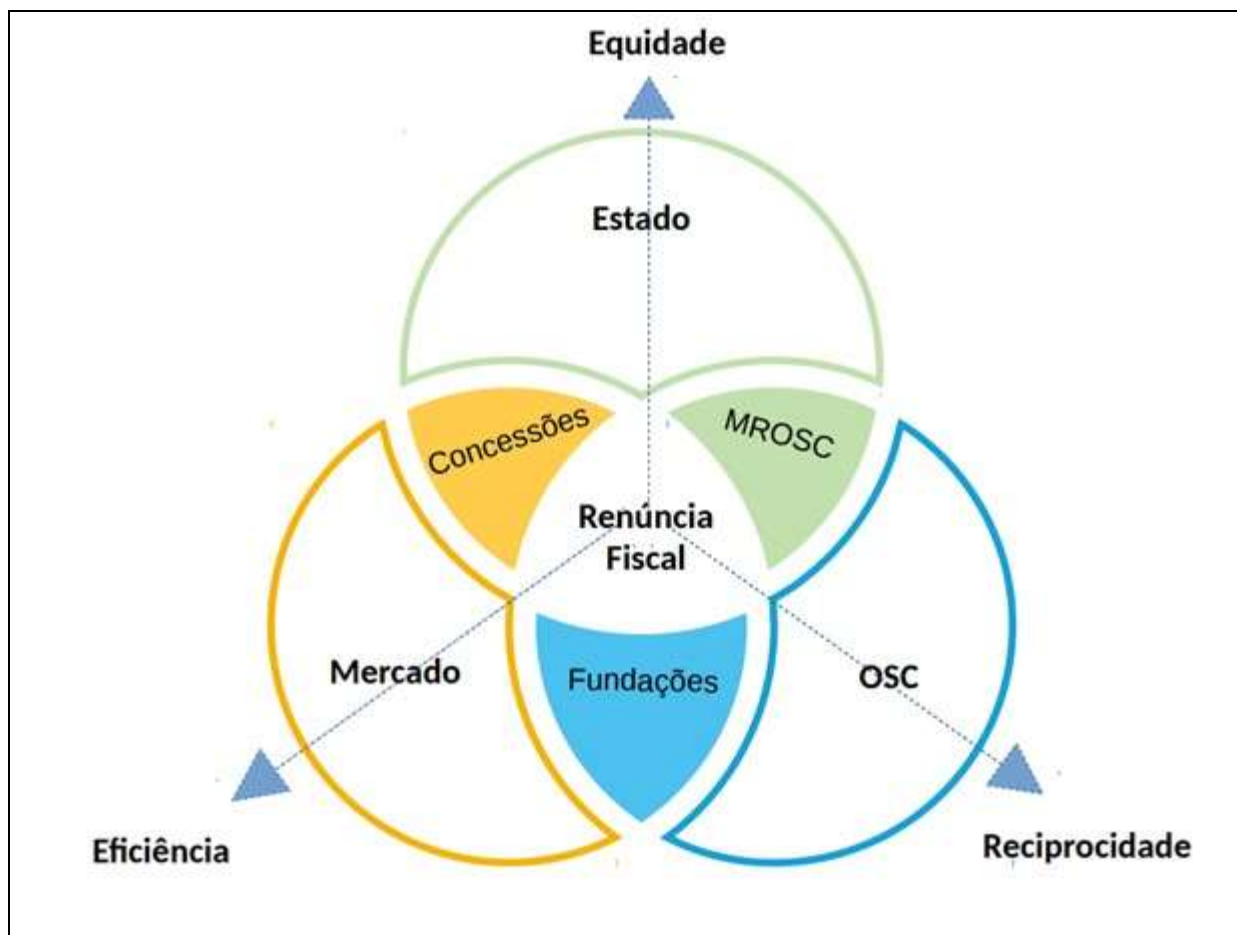 Equidade
Estado
Concessões
MROSC
Renúncia
Fiscal
Mercado
Fundações
OSC
Eficiência
Reciprocidade